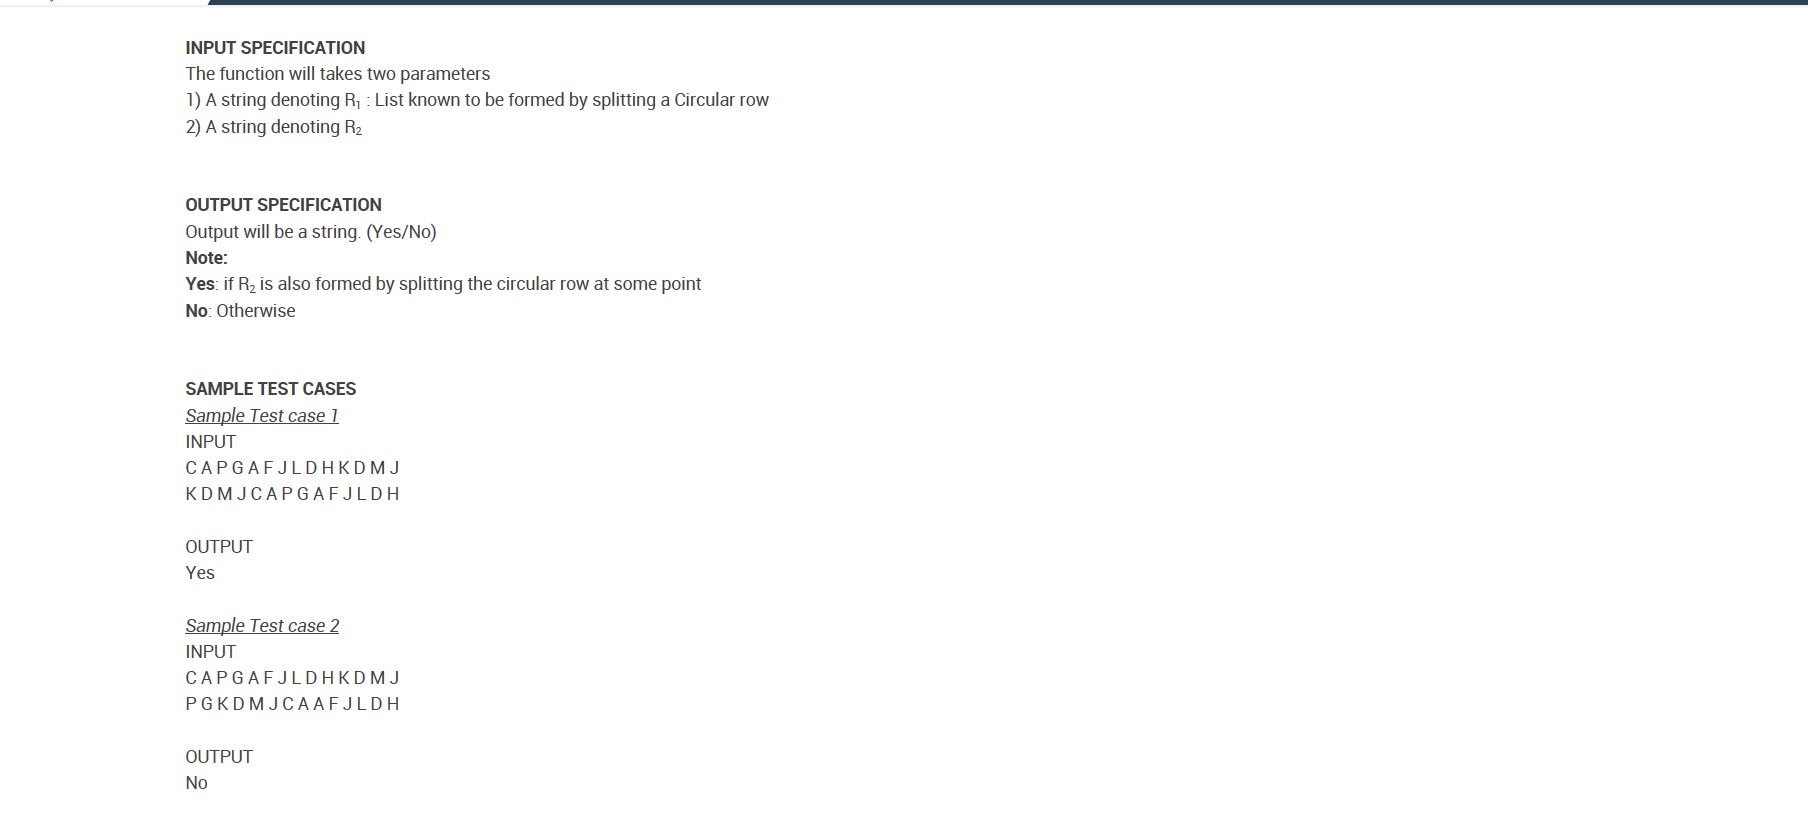 INPUT SPECIFICATION
The function will takes two parameters
1) A string denoting R₁ : List known to be formed by splitting a Circular row
2) A string denoting R₂
OUTPUT SPECIFICATION
Output will be a string. (Yes/No)
Note:
Yes: if R₂ is also formed by splitting the circular row at some point
No: Otherwise
SAMPLE TEST CASES
Sample Test case 1
INPUT
C A P G A F J L D H K D M J
K D M J C A P G A F J L D H
OUTPUT
Yes
Sample Test case 2
INPUT
C A P G A F J L D H K D M J
P G K D M J C A A F J L D H
OUTPUT
No